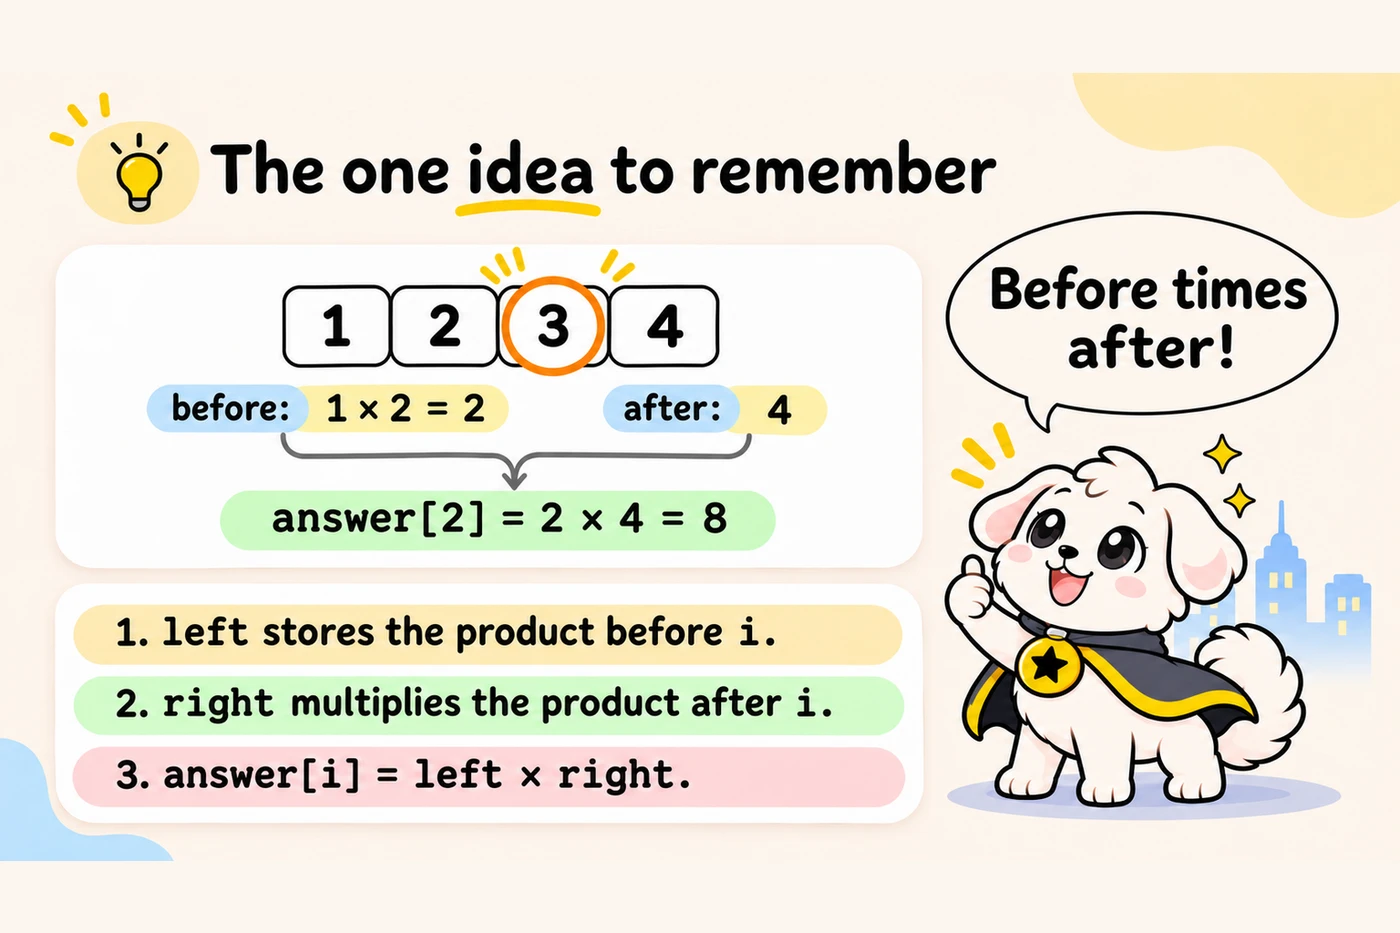 The one idea to remember
1 2 3 4
before: 1 × 2 = 2 after: 4
answer[2] = 2 × 4 = 8
1. left stores the product before i.
2. right multiplies the product after i.
3. answer[i] = left × right.
Before times
after!